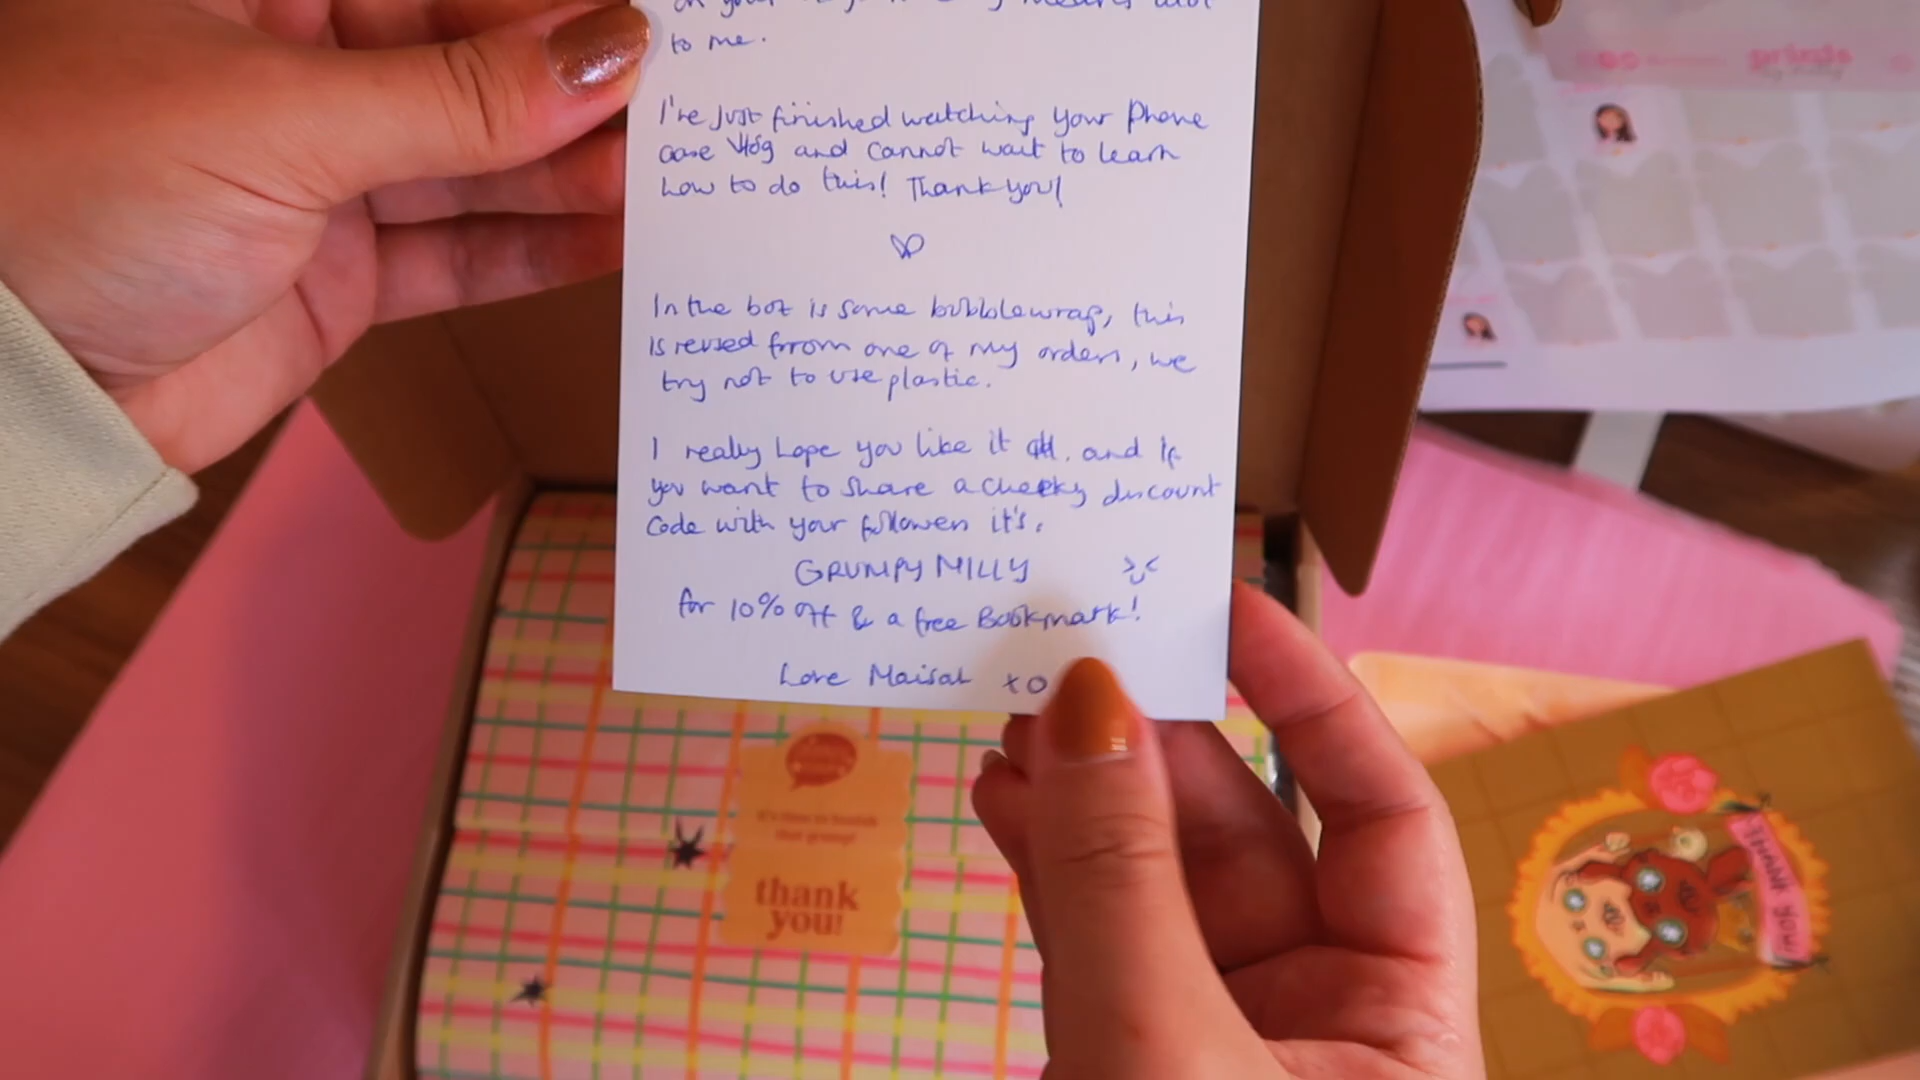 to me.
I've just finished watching your Phone
case Vlog and cannot wait to learn
how to do this! Thank you!
In the box is some bubblewrap, this
is reused frrom one of my orders, we
try not to use plastic.
I really hope you like it all. and if
you want to share a cheeky discount
code with your followers it's.
GRUMPY MILLY
for 10% off & a free Bookmark!
Love Maisal xo
thank
you!
THANK YOU!